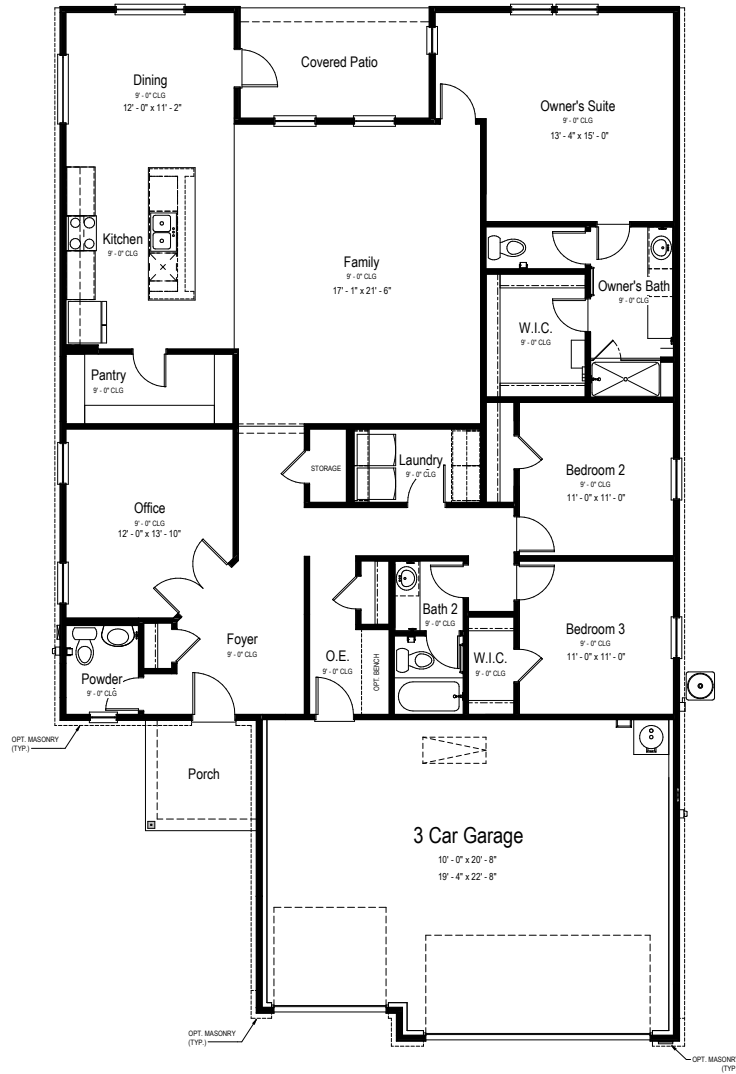 Covered Patio
Dining
9' - 0" CLG
12' - 0" x 11' - 2"
Owner's Suite
9' - 0" CLG
13' - 4" x 15' - 0"
Kitchen
9' - 0" CLG
Family
9' - 0" CLG
17' - 1" x 21' - 6"
Owner's Bath
9' - 0" CLG
W.I.C.
9' - 0" CLG
Pantry
9' - 0" CLG
STORAGE
Laundry
9' - 0" CLG
Bedroom 2
9' - 0" CLG
11' - 0" x 11' - 0"
Office
9' - 0" CLG
12' - 0" x 13' - 10"
Foyer
9' - 0" CLG
O.E.
9' - 0" CLG
OPT. BENCH
Bath 2
9' - 0" CLG
W.I.C.
9' - 0" CLG
Bedroom 3
9' - 0" CLG
11' - 0" x 11' - 0"
Powder
9' - 0" CLG
OPT. MASONRY
(TYP.)
Porch
3 Car Garage
10' - 0" x 20' - 8"
19' - 4" x 22' - 8"
OPT. MASONRY
(TYP.)
OPT. MASONR
(TYP